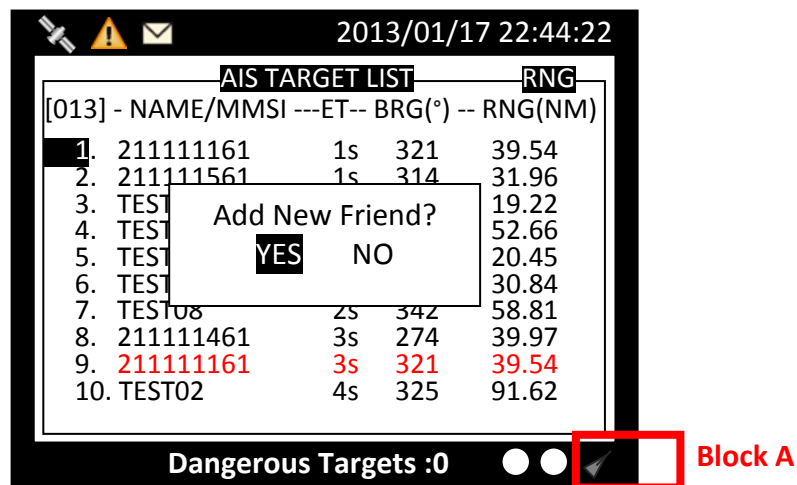 2013/01/17 22:44:22
AIS TARGET LIST RNG
[013] - NAME/MMSI ---ET-- BRG(°) -- RNG(NM)
1. 211111161 1s 321 39.54
2. 211111561 1s 314 31.96
3. TEST 19.22
4. TEST 52.66
5. TEST 20.45
6. TEST 30.84
Add New Friend?
YES NO
7. TEST08 2s 342 58.81
8. 211111461 3s 274 39.97
9. 211111161 3s 321 39.54
10. TEST02 4s 325 91.62
Dangerous Targets :0
Block A